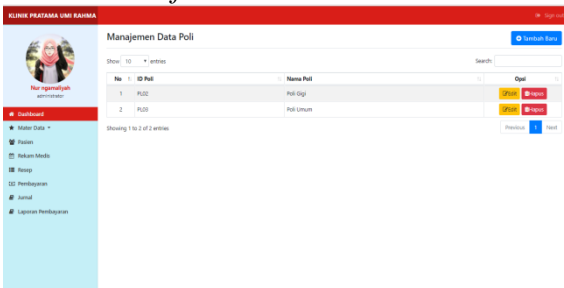 KLINIK PRATAMA UMI RAHMA
Sign out
Nur ngamaliyah
administrator
Dashboard
Mater Data
Pasien
Rekam Medis
Resep
Pembayaran
Jurnal
Laporan Pembayaran
Manajemen Data Poli
Tambah Baru
Show 10 entries
Search:
No ID Poli Nama Poli Opsi
1 PL02 Poli Gigi Edit Hapus
2 PL03 Poli Umum Edit Hapus
Showing 1 to 2 of 2 entries
Previous 1 Next